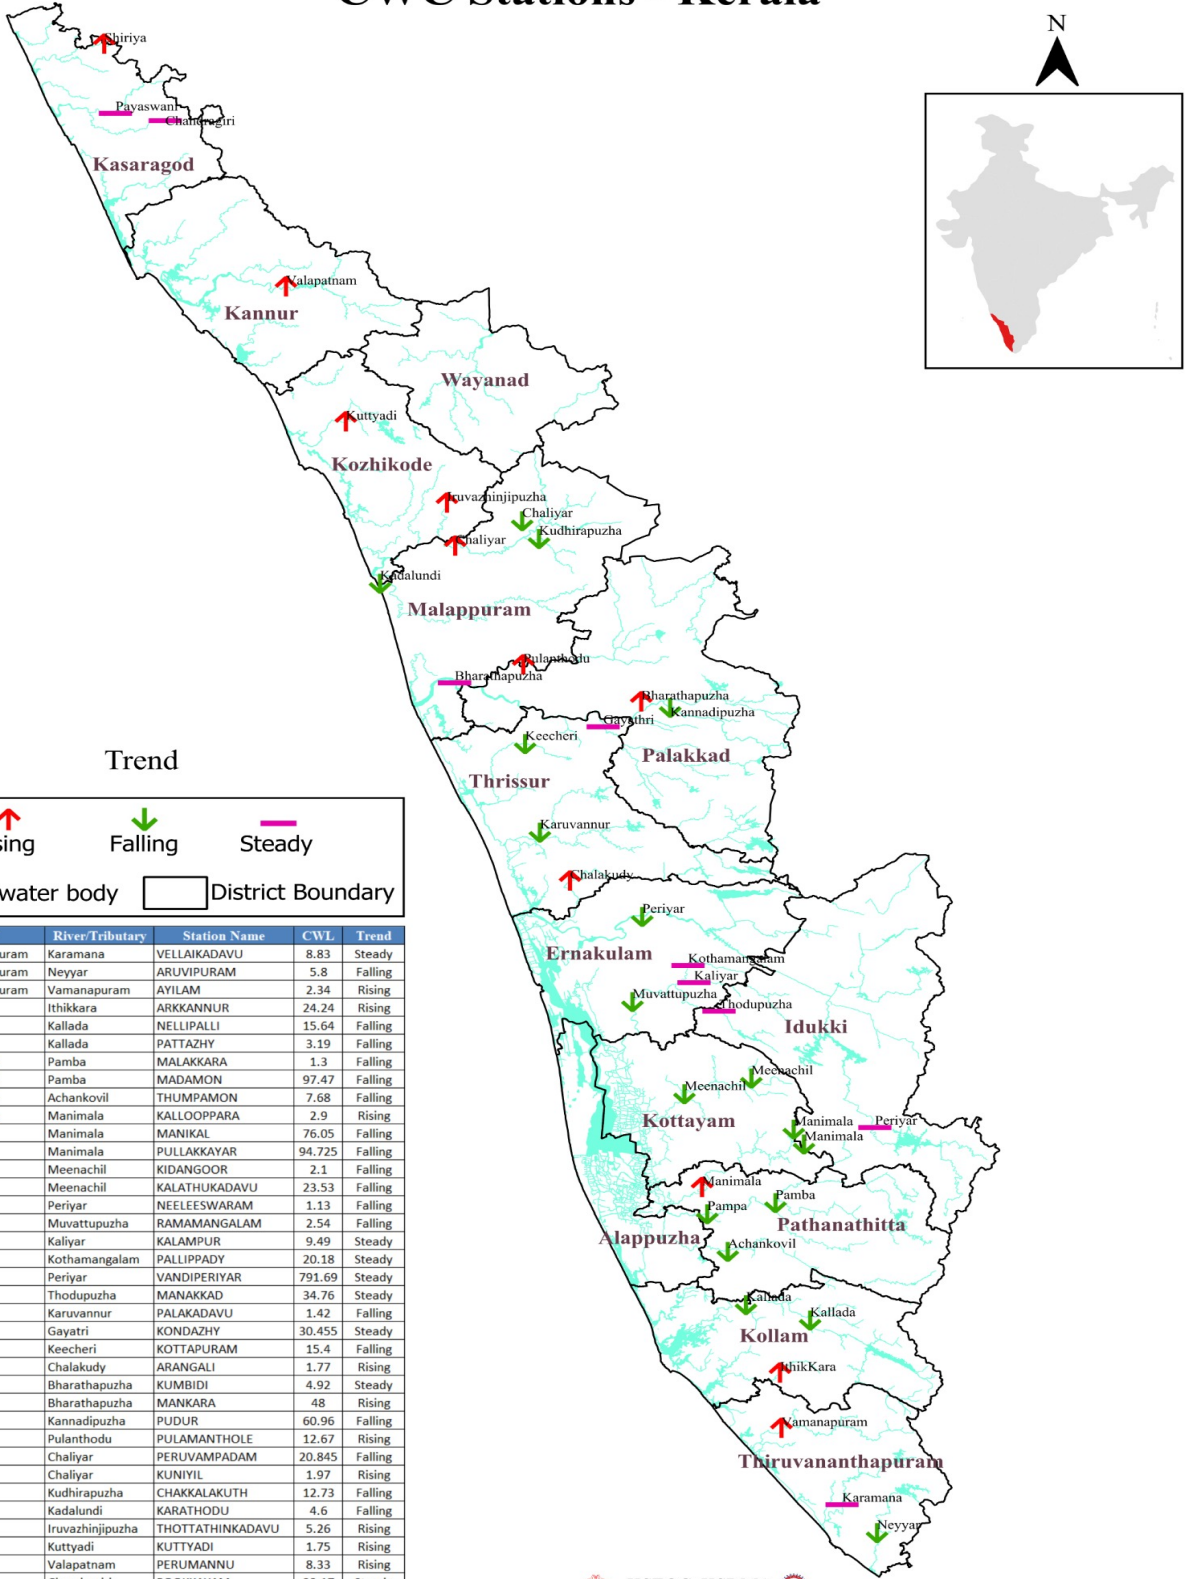 CWC Stations - Kerala
N
Shiriya
Payaswani
Chandragiri
Kasaragod
Valapatnam
Kannur
Wayanad
Kuttyadi
Kozhikode
Iruvazhinjipuzha
Chaliyar
Kudhirapuzha
Chaliyar
Kadalundi
Malappuram
Pulanthodu
Bharathapuzha
Bharathapuzha
Kannadipuzha
Gayathri
Keecheri
Palakkad
Thrissur
Karuvannur
Chalakudy
Periyar
Ernakulam
Kothamangalam
Kaliyar
Muvattupuzha
Thodupuzha
Idukki
Meenachil
Meenachil
Kottayam
Manimala
Periyar
Manimala
Manimala
Pamba
Pampa
Pathanathitta
Alappuzha
Achankovil
Kallada
Kallada
Kollam
IthikKara
Vamanapuram
Thiruvananthapuram
Karamana
Neyyar
Trend
sing Falling Steady
water body District Boundary
River/Tributary Station Name CWL Trend
uram Karamana VELLAIKADAVU 8.83 Steady
uram Neyyar ARUVIPURAM 5.8 Falling
uram Vamanapuram AYILAM 2.34 Rising
Ithikkara ARKKANNUR 24.24 Rising
Kallada NELLIPALLI 15.64 Falling
Kallada PATTAZHY 3.19 Falling
Pamba MALAKKARA 1.3 Falling
Pamba MADAMON 97.47 Falling
Achankovil THUMPAMON 7.68 Falling
Manimala KALLOOPPARA 2.9 Rising
Manimala MANIKAL 76.05 Falling
Manimala PULLAKKAYAR 94.725 Falling
Meenachil KIDANGOOR 2.1 Falling
Meenachil KALATHUKADAVU 23.53 Falling
Periyar NEELEESWARAM 1.13 Falling
Muvattupuzha RAMAMANGALAM 2.54 Falling
Kaliyar KALAMPUR 9.49 Steady
Kothamangalam PALLIPPADY 20.18 Steady
Periyar VANDIPERIYAR 791.69 Steady
Thodupuzha MANAKKAD 34.76 Steady
Karuvannur PALAKADAVU 1.42 Falling
Gayatri KONDAZHY 30.455 Steady
Keecheri KOTTAPURAM 15.4 Falling
Chalakudy ARANGALI 1.77 Rising
Bharathapuzha KUMBIDI 4.92 Steady
Bharathapuzha MANKARA 48 Rising
Kannadipuzha PUDUR 60.96 Falling
Pulanthodu PULAMANTHOLE 12.67 Rising
Chaliyar PERUVAMPADAM 20.845 Falling
Chaliyar KUNIYIL 1.97 Rising
Kudhirapuzha CHAKKALAKUTH 12.73 Falling
Kadalundi KARATHODU 4.6 Falling
Iruvazhinjipuzha THOTTATHINKADAVU 5.26 Rising
Kuttyadi KUTTYADI 1.75 Rising
Valapatnam PERUMANNU 8.33 Rising